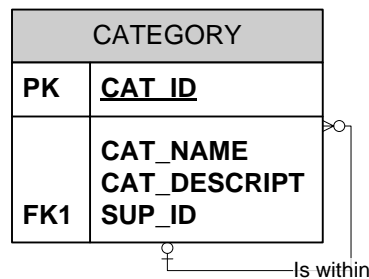 CATEGORY
PK CAT_ID
CAT_NAME
CAT_DESCRIPT
FK1 SUP_ID
Is within